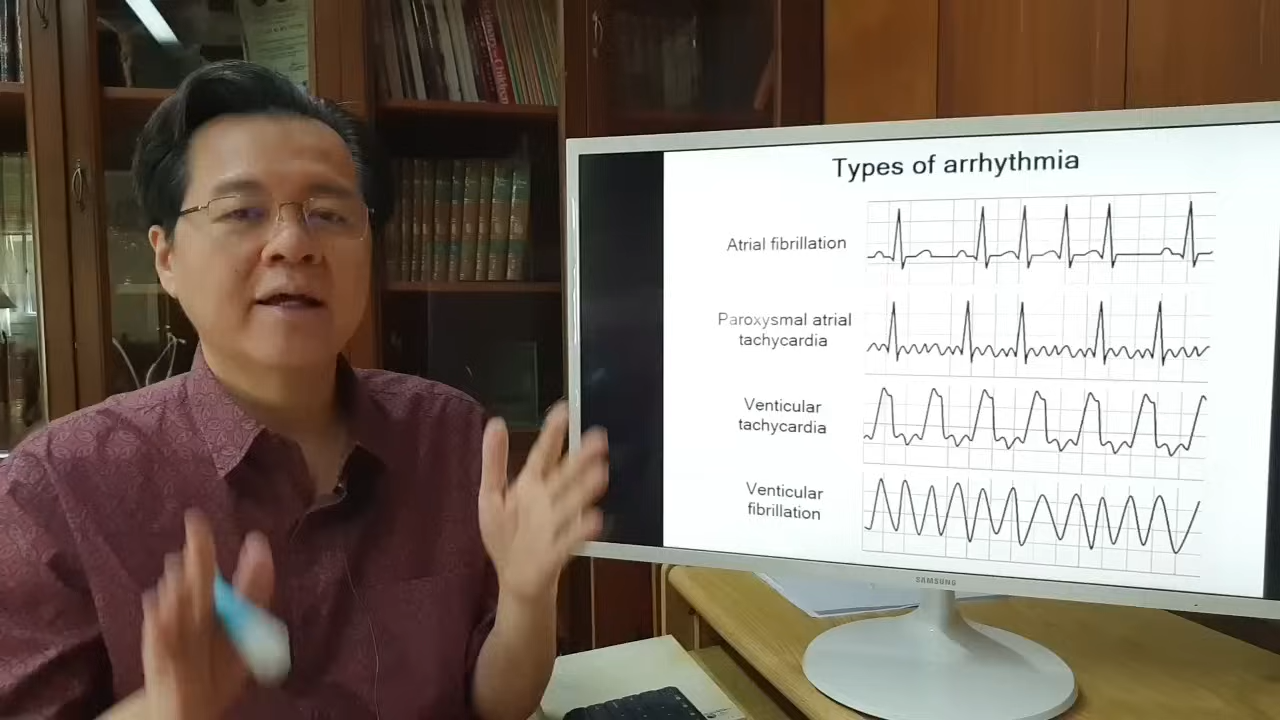 Types of arrhythmia
Atrial fibrillation
Paroxysmal atrial
tachycardia
Venticular
tachycardia
Venticular
fibrillation
SAMSUNG